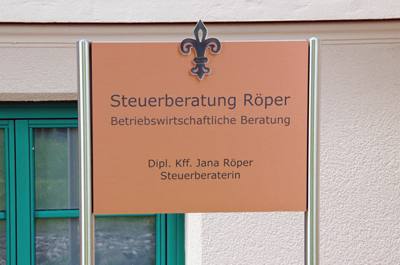 Steuerberatung Röper
Betriebswirtschaftliche Beratung
Dipl. Kff. Jana Röper
Steuerberaterin